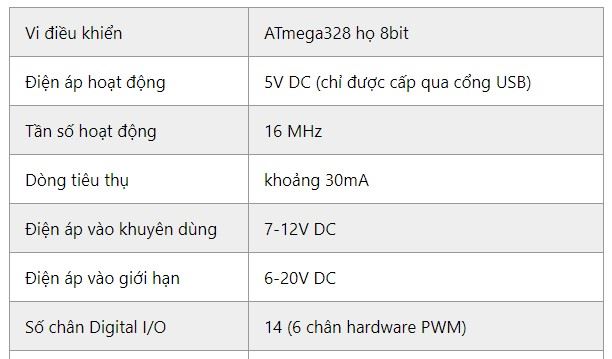 Vi điều khiển ATmega328 họ 8bit
Điện áp hoạt động 5V DC (chỉ được cấp qua cổng USB)
Tần số hoạt động 16 MHz
Dòng tiêu thụ khoảng 30mA
Điện áp vào khuyên dùng 7-12V DC
Điện áp vào giới hạn 6-20V DC
Số chân Digital I/O 14 (6 chân hardware PWM)